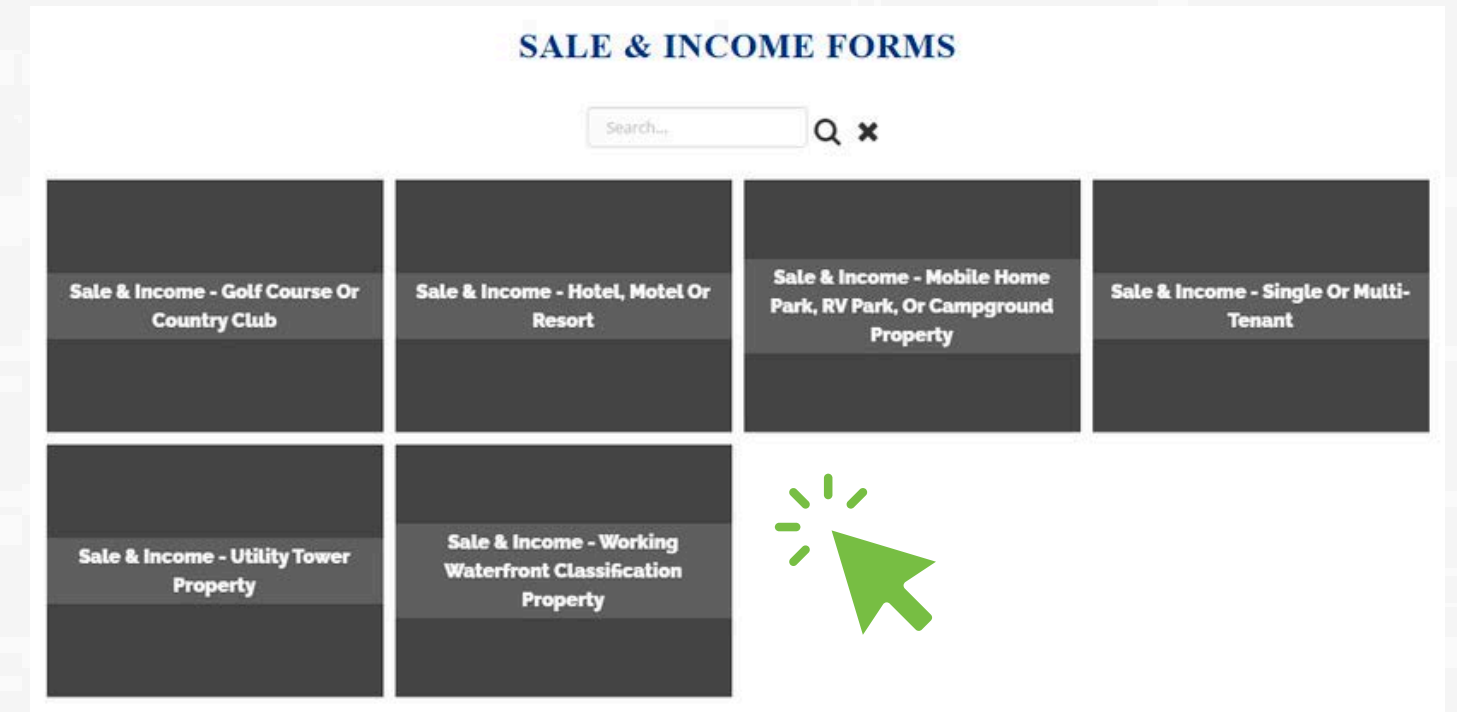 SALE & INCOME FORMS
Search...
Sale & Income - Golf Course Or
Country Club
Sale & Income - Hotel, Motel Or
Resort
Sale & Income - Mobile Home
Park, RV Park, Or Campground
Property
Sale & Income - Single Or Multi-
Tenant
Sale & Income - Utility Tower
Property
Sale & Income - Working
Waterfront Classification
Property